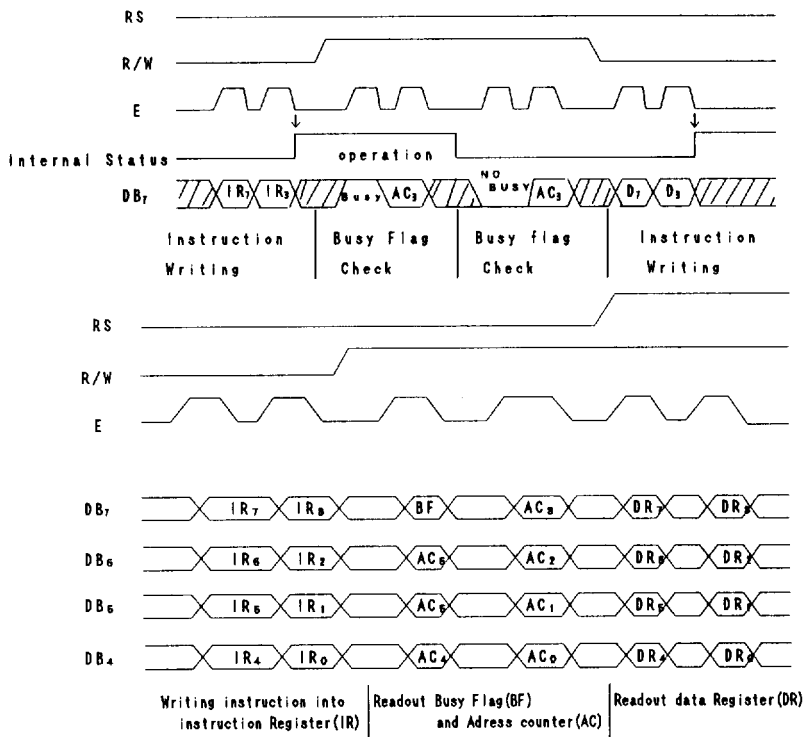 RS
R/W
E
Internal Status operation
DB₇ IR₇ IR₃ Busy AC₃ NO BUSY AC₃ D₇ D₃
Instruction Busy Flag Busy flag Instruction
Writing Check Check Writing
RS
R/W
E
DB₇ IR₇ IR₃ BF AC₃ DR₇ DR₃
DB₆ IR₆ IR₂ AC₆ AC₂ DR₆ DR₂
DB₅ IR₅ IR₁ AC₅ AC₁ DR₅ DR₁
DB₄ IR₄ IR₀ AC₄ AC₀ DR₄ DR₀
Writing instruction into Readout Busy Flag(BF) Readout data Register(DR)
instruction Register(IR) and Adress counter(AC)